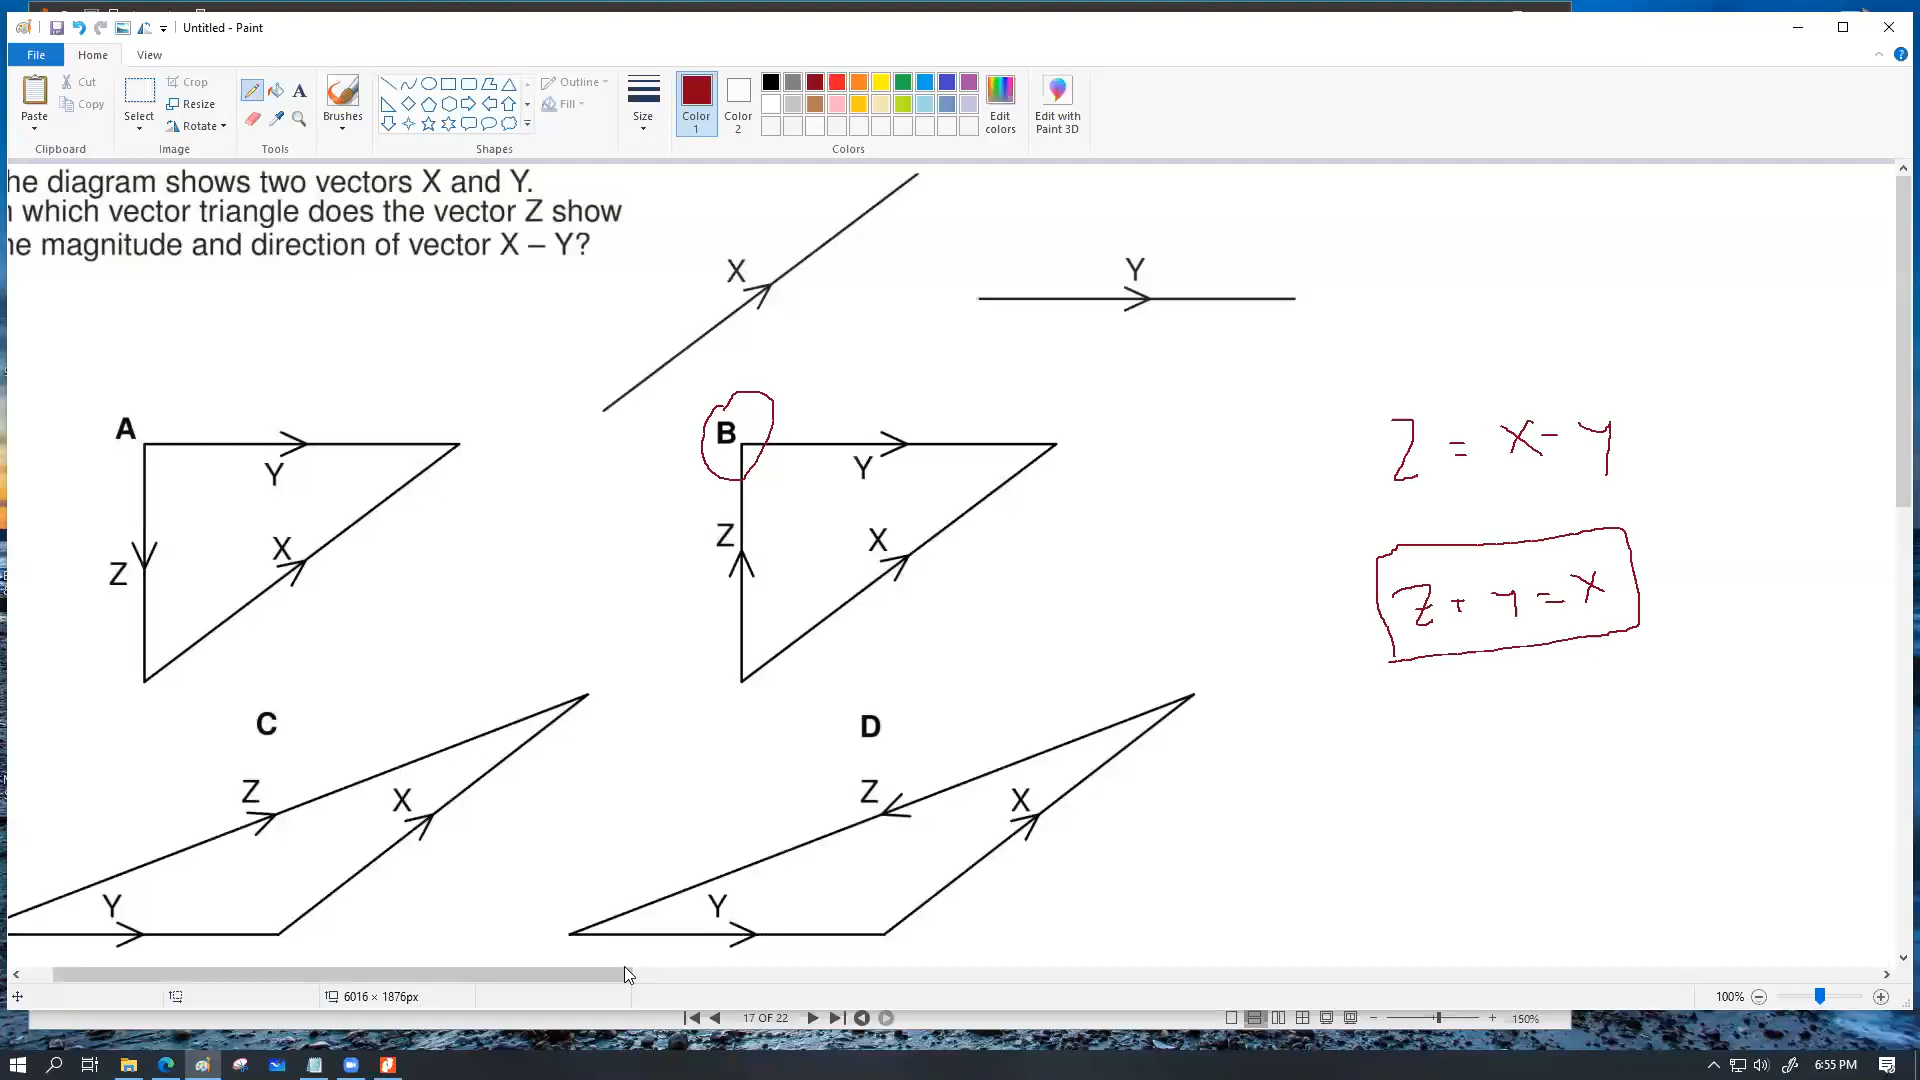 Untitled - Paint
File
Home
View
Paste
Cut
Copy
Clipboard
Select
Crop
Resize
Rotate
Image
A
Tools
Brushes
Shapes
Outline
Fill
Size
Color
1
Color
2
Colors
Edit
colors
Edit with
Paint 3D
?
he diagram shows two vectors X and Y.
which vector triangle does the vector Z show
he magnitude and direction of vector X – Y?
X
Y
A
Y
X
Z
B
Y
Z
X
Z = X - Y
Z + Y = X
C
Z
X
Y
D
Z
X
Y
6016 × 1876px
100%
17 OF 22
150%
6:55 PM